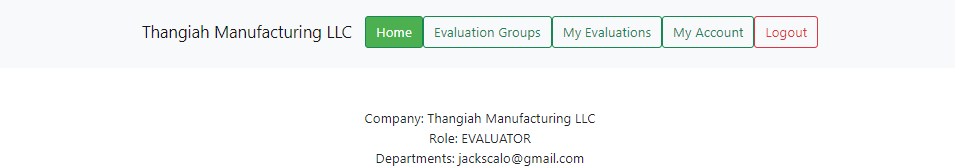 Thangiah Manufacturing LLC Home Evaluation Groups My Evaluations My Account Logout
Company: Thangiah Manufacturing LLC
Role: EVALUATOR
Departments: jackscalo@gmail.com